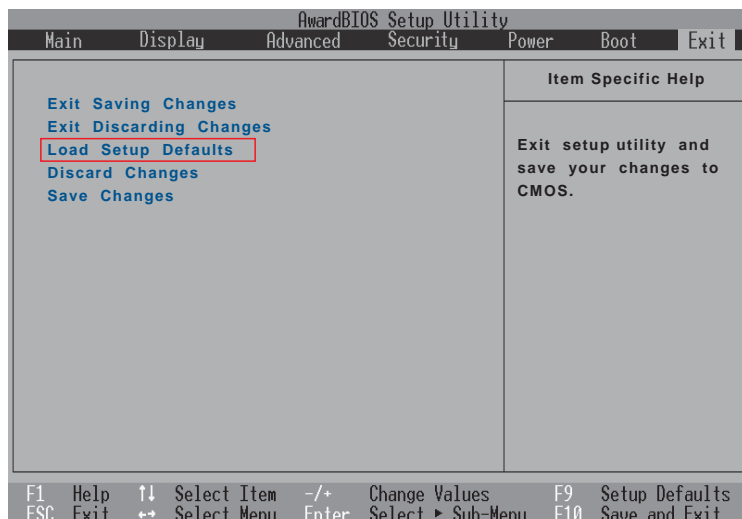 AwardBIOS Setup Utility
Main Display Advanced Security Power Boot Exit
Item Specific Help
Exit Saving Changes
Exit Discarding Changes
Load Setup Defaults
Discard Changes
Save Changes
Exit setup utility and
save your changes to
CMOS.
F1 Help ↑↓ Select Item -/+ Change Values F9 Setup Defaults
ESC Exit ←→ Select Menu Enter Select ► Sub-Menu F10 Save and Exit